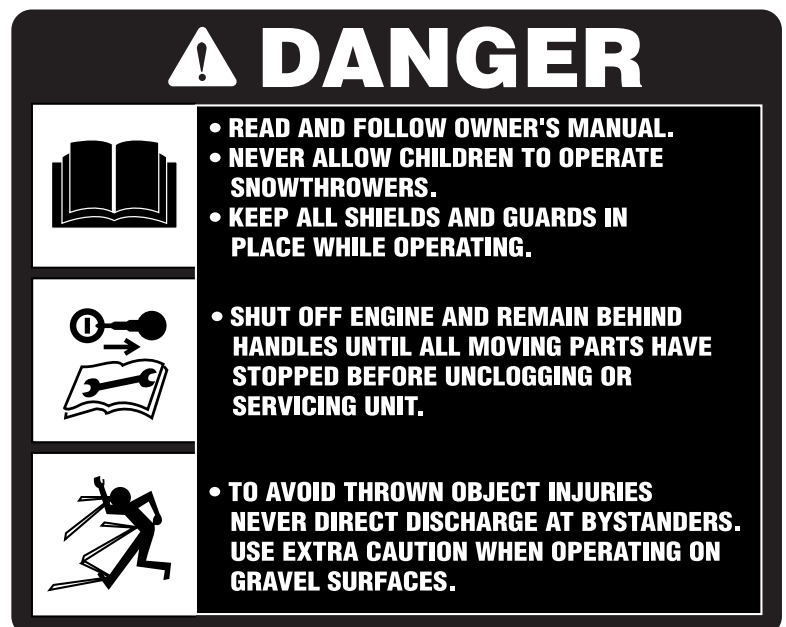 DANGER
• READ AND FOLLOW OWNER'S MANUAL.
• NEVER ALLOW CHILDREN TO OPERATE
SNOWTHROWERS.
• KEEP ALL SHIELDS AND GUARDS IN
PLACE WHILE OPERATING.
• SHUT OFF ENGINE AND REMAIN BEHIND
HANDLES UNTIL ALL MOVING PARTS HAVE
STOPPED BEFORE UNCLOGGING OR
SERVICING UNIT.
• TO AVOID THROWN OBJECT INJURIES
NEVER DIRECT DISCHARGE AT BYSTANDERS.
USE EXTRA CAUTION WHEN OPERATING ON
GRAVEL SURFACES.